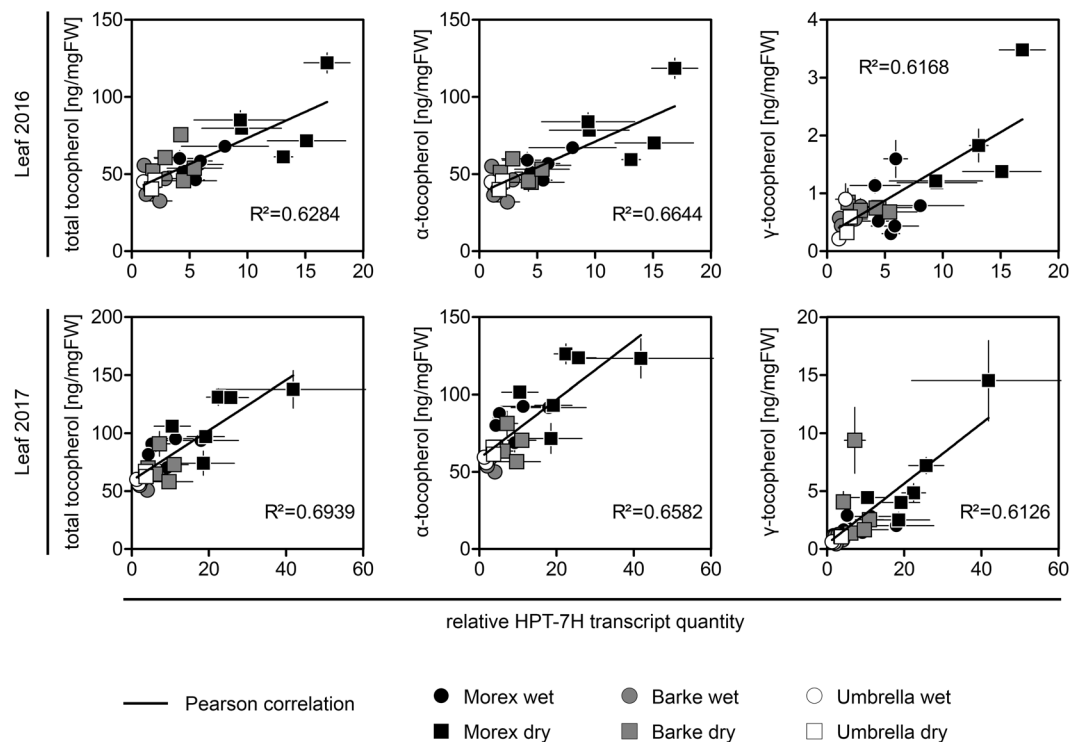 Leaf 2016
total tocopherol [ng/mgFW]
150
100
50
0
0 5 10 15 20
R²=0.6284
α-tocopherol [ng/mgFW]
150
100
50
0
0 5 10 15 20
R²=0.6644
γ-tocopherol [ng/mgFW]
4
3
2
1
0
0 5 10 15 20
R²=0.6168
Leaf 2017
total tocopherol [ng/mgFW]
200
150
100
50
0
0 20 40 60
R²=0.6939
α-tocopherol [ng/mgFW]
150
100
50
0
0 20 40 60
R²=0.6582
γ-tocopherol [ng/mgFW]
20
15
10
5
0
0 20 40 60
R²=0.6126
relative HPT-7H transcript quantity
Pearson correlation
Morex wet
Barke wet
Umbrella wet
Morex dry
Barke dry
Umbrella dry